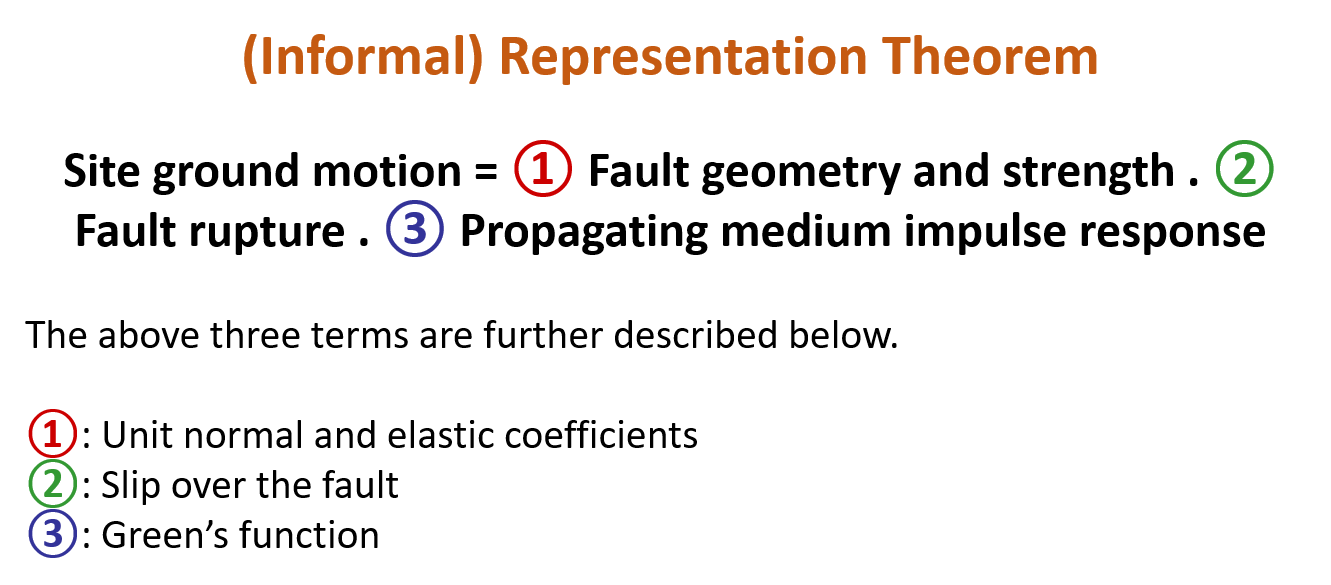 (Informal) Representation Theorem
Site ground motion = ① Fault geometry and strength . ②
Fault rupture . ③ Propagating medium impulse response
The above three terms are further described below.
①: Unit normal and elastic coefficients
②: Slip over the fault
③: Green’s function